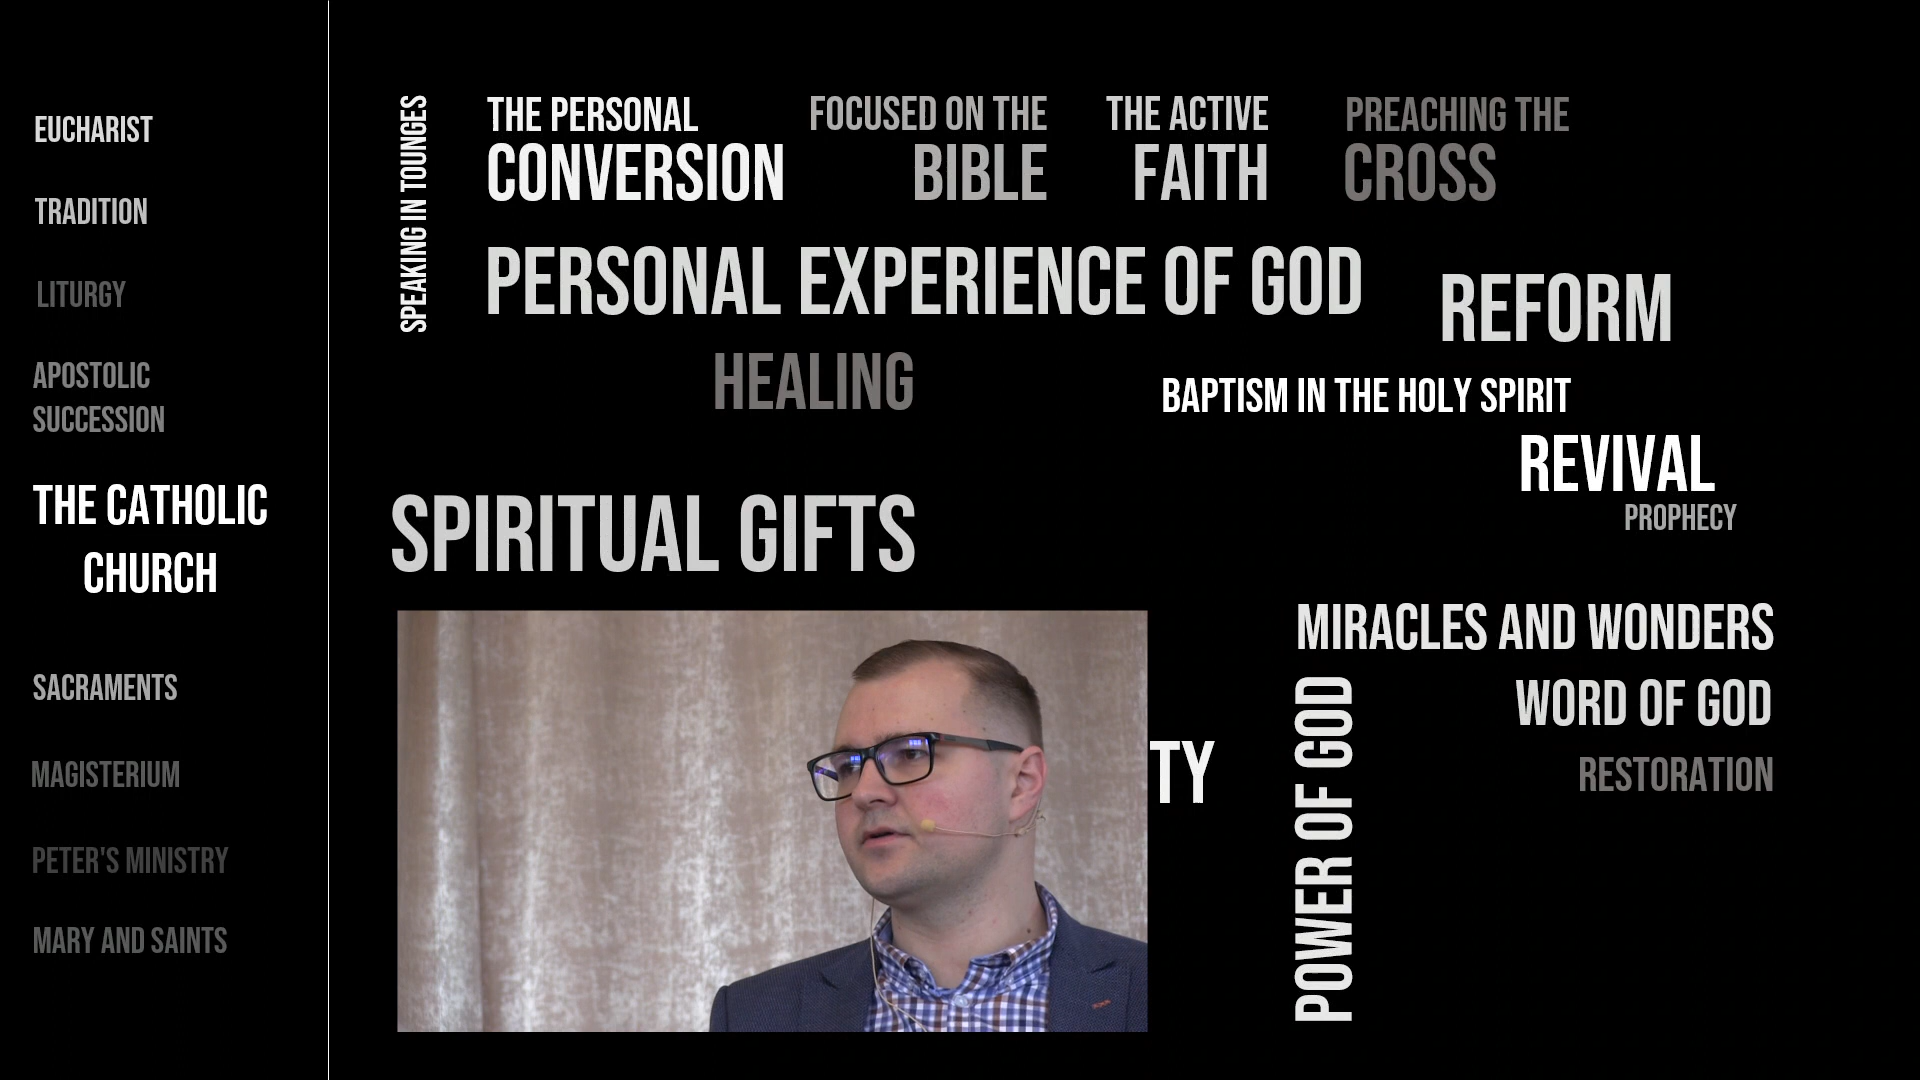 EUCHARIST
TRADITION
LITURGY
APOSTOLIC
SUCCESSION
THE CATHOLIC
CHURCH
SACRAMENTS
MAGISTERIUM
PETER'S MINISTRY
MARY AND SAINTS
SPEAKING IN TOUNGES
THE PERSONAL
CONVERSION
FOCUSED ON THE
BIBLE
THE ACTIVE
FAITH
PREACHING THE
CROSS
PERSONAL EXPERIENCE OF GOD
REFORM
HEALING
BAPTISM IN THE HOLY SPIRIT
REVIVAL
PROPHECY
SPIRITUAL GIFTS
MIRACLES AND WONDERS
WORD OF GOD
RESTORATION
POWER OF GOD
TY